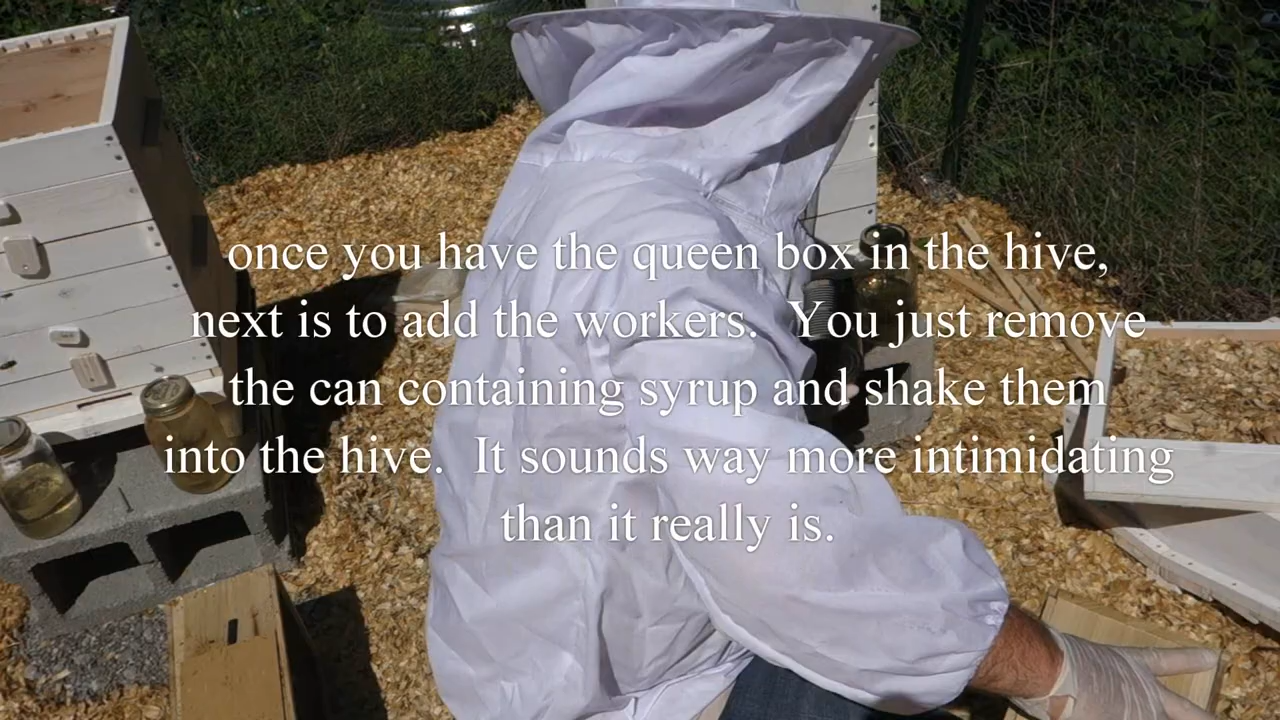 once you have the queen box in the hive,
next is to add the workers.  You just remove
the can containing syrup and shake them
into the hive.  It sounds way more intimidating
than it really is.